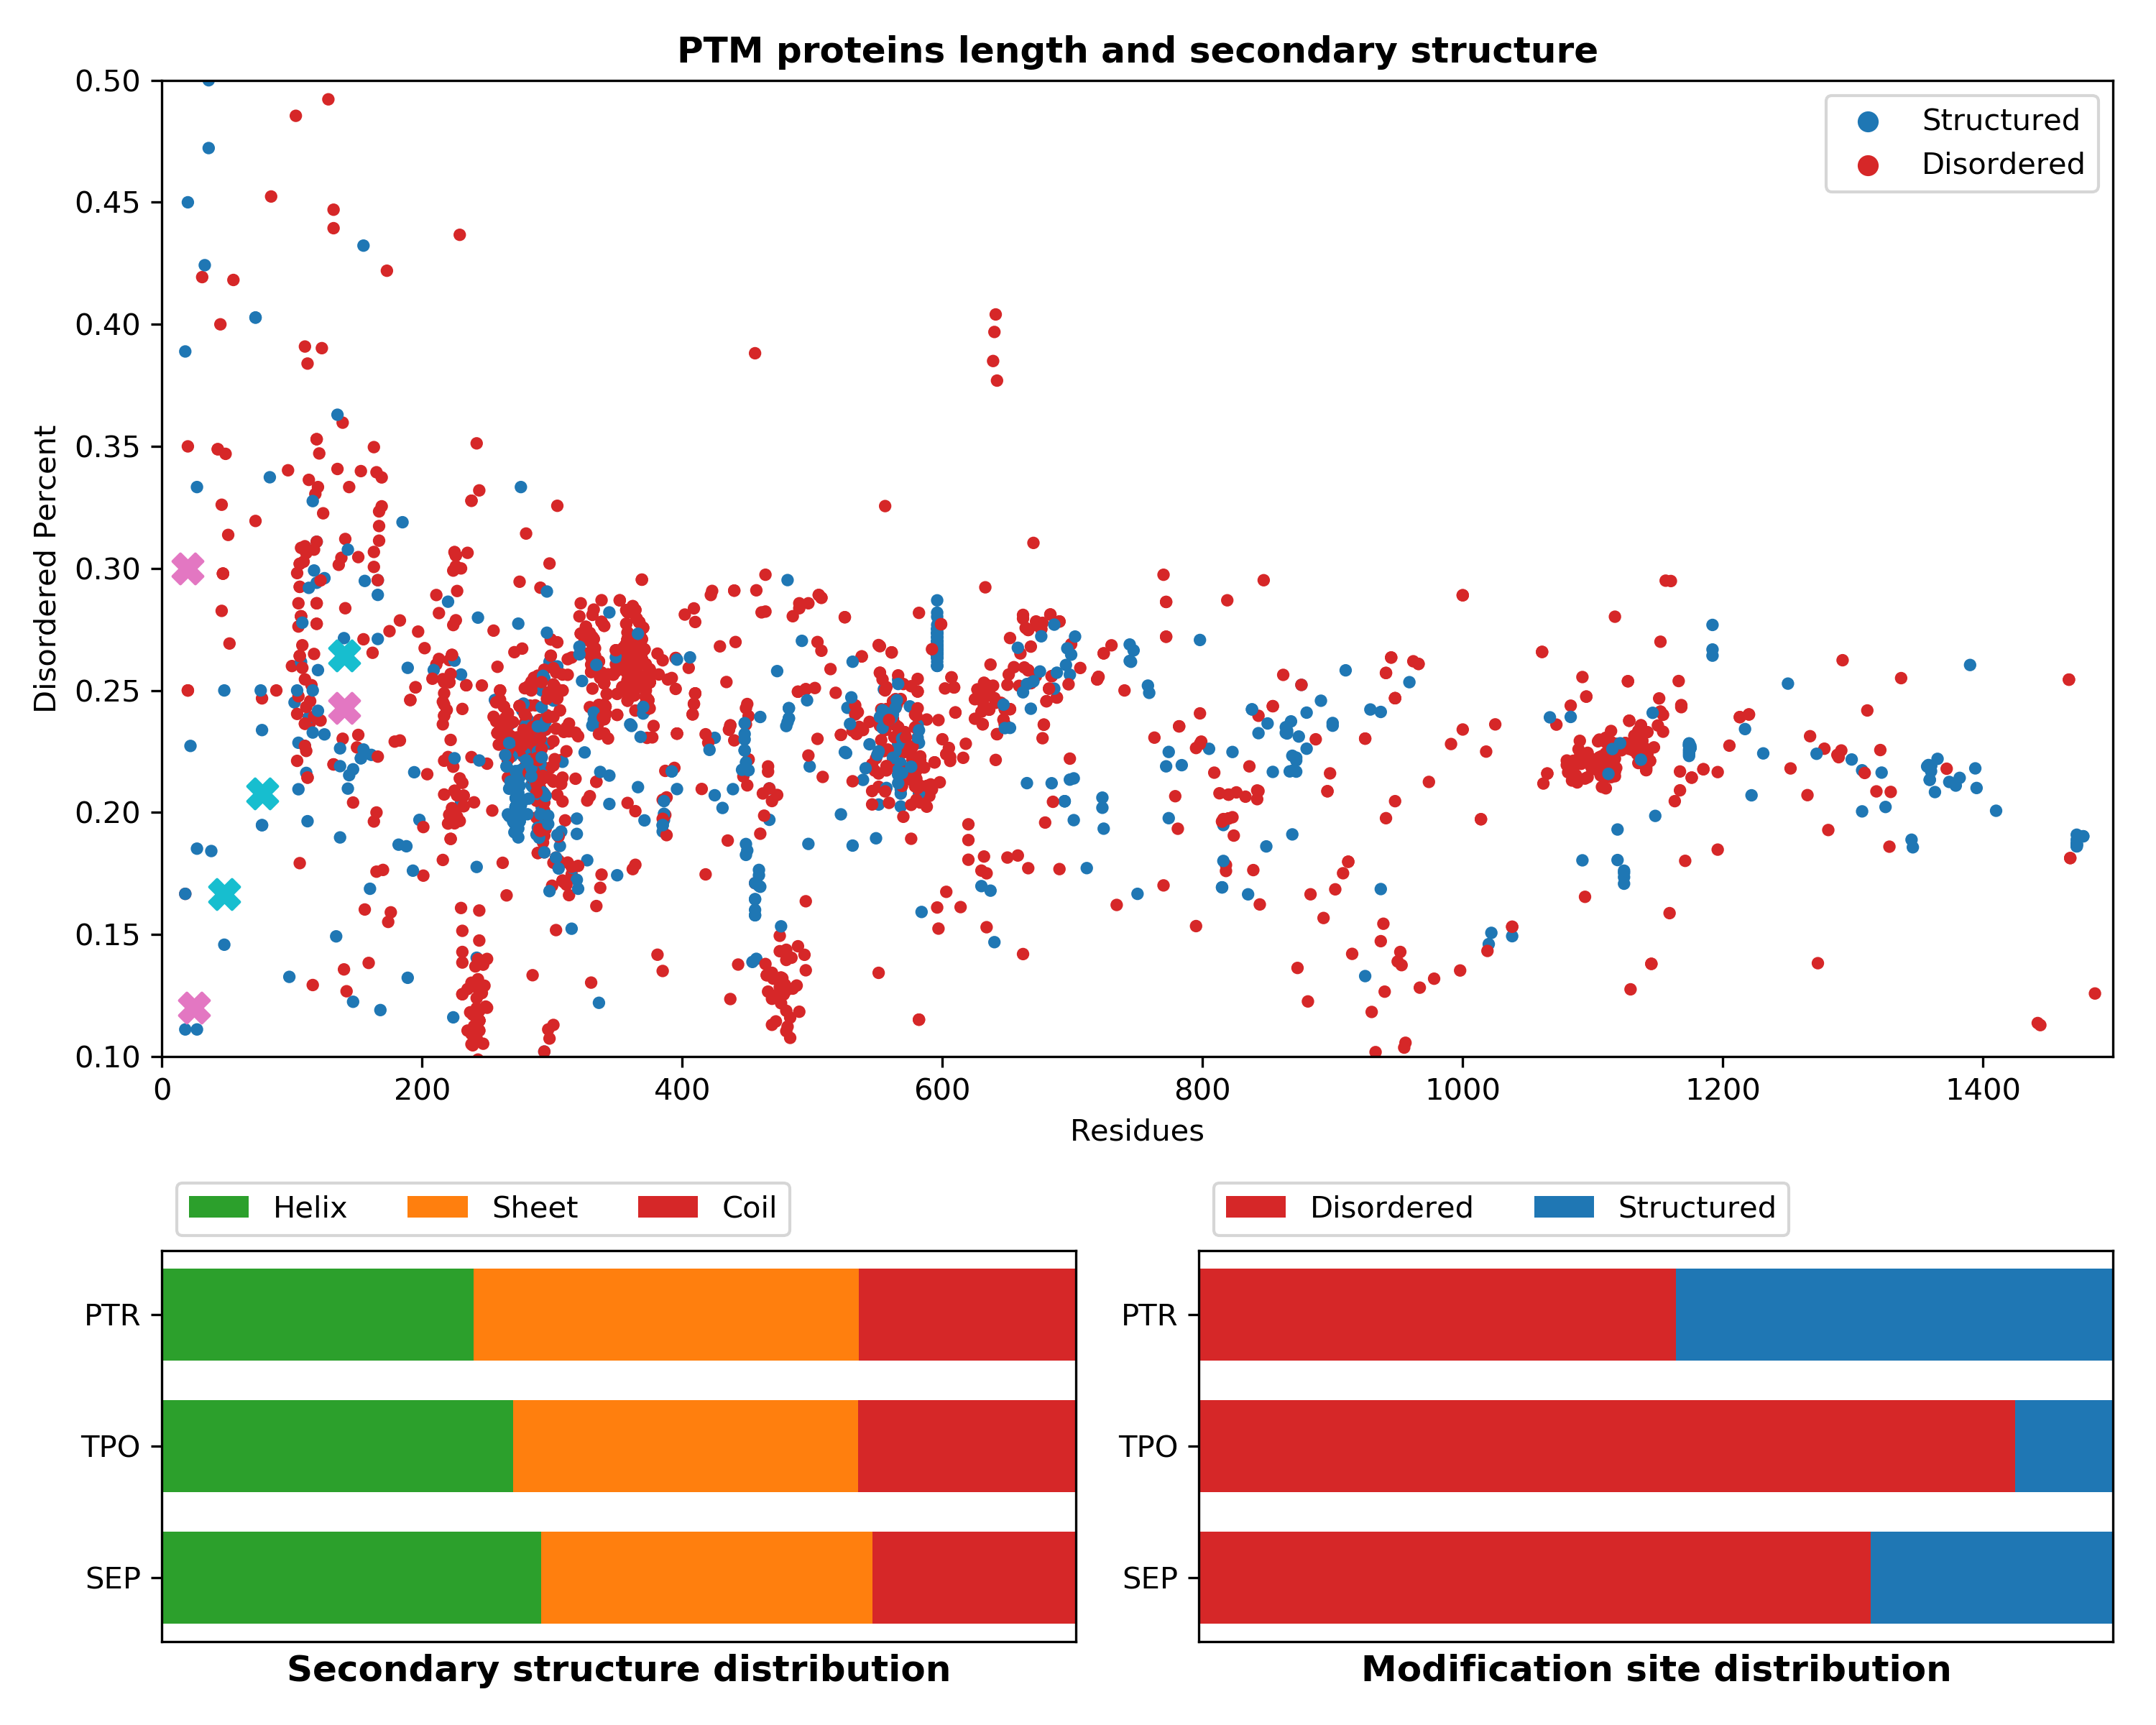 PTM proteins length and secondary structure
Disordered Percent
0.50
0.45
0.40
0.35
0.30
0.25
0.20
0.15
0.10
Structured
Disordered
0 200 400 600 800 1000 1200 1400
Residues
Helix Sheet Coil
PTR
TPO
SEP
Secondary structure distribution
Disordered Structured
PTR
TPO
SEP
Modification site distribution